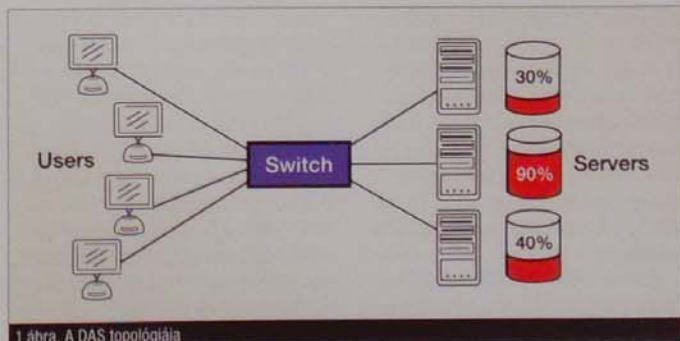 Users
Switch
30%
90%
40%
Servers
1.ábra. A DAS topológiája